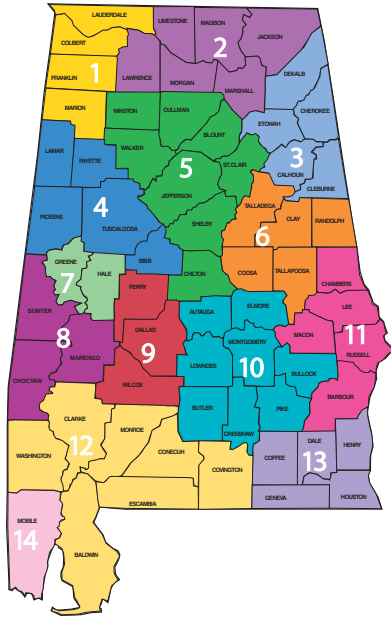 LAUDERDALE
LIMESTONE
MADISON
JACKSON
COLBERT
2
LAWRENCE
MORGAN
MARSHALL
DEKALB
FRANKLIN
1
CHEROKEE
MARION
WINSTON
CULLMAN
BLOUNT
ETOWAH
LAMAR
FAYETTE
WALKER
5
ST.CLAIR
3
CALHOUN
CLEBURNE
JEFFERSON
TALLADEGA
PICKENS
4
TUSCALOOSA
SHELBY
CLAY
RANDOLPH
6
GREENE
7
HALE
BIBB
CHILTON
COOSA
TALLAPOOSA
CHAMBERS
PERRY
SUMTER
AUTAUGA
ELMORE
LEE
8
DALLAS
9
MONTGOMERY
MACON
11
RUSSELL
MARENGO
LOWNDES
10
BULLOCK
CHOCTAW
WILCOX
BARBOUR
CLARKE
BUTLER
PIKE
MONROE
CRENSHAW
12
WASHINGTON
CONECUH
COVINGTON
COFFEE
DALE
HENRY
13
GENEVA
HOUSTON
ESCAMBIA
MOBILE
14
BALDWIN